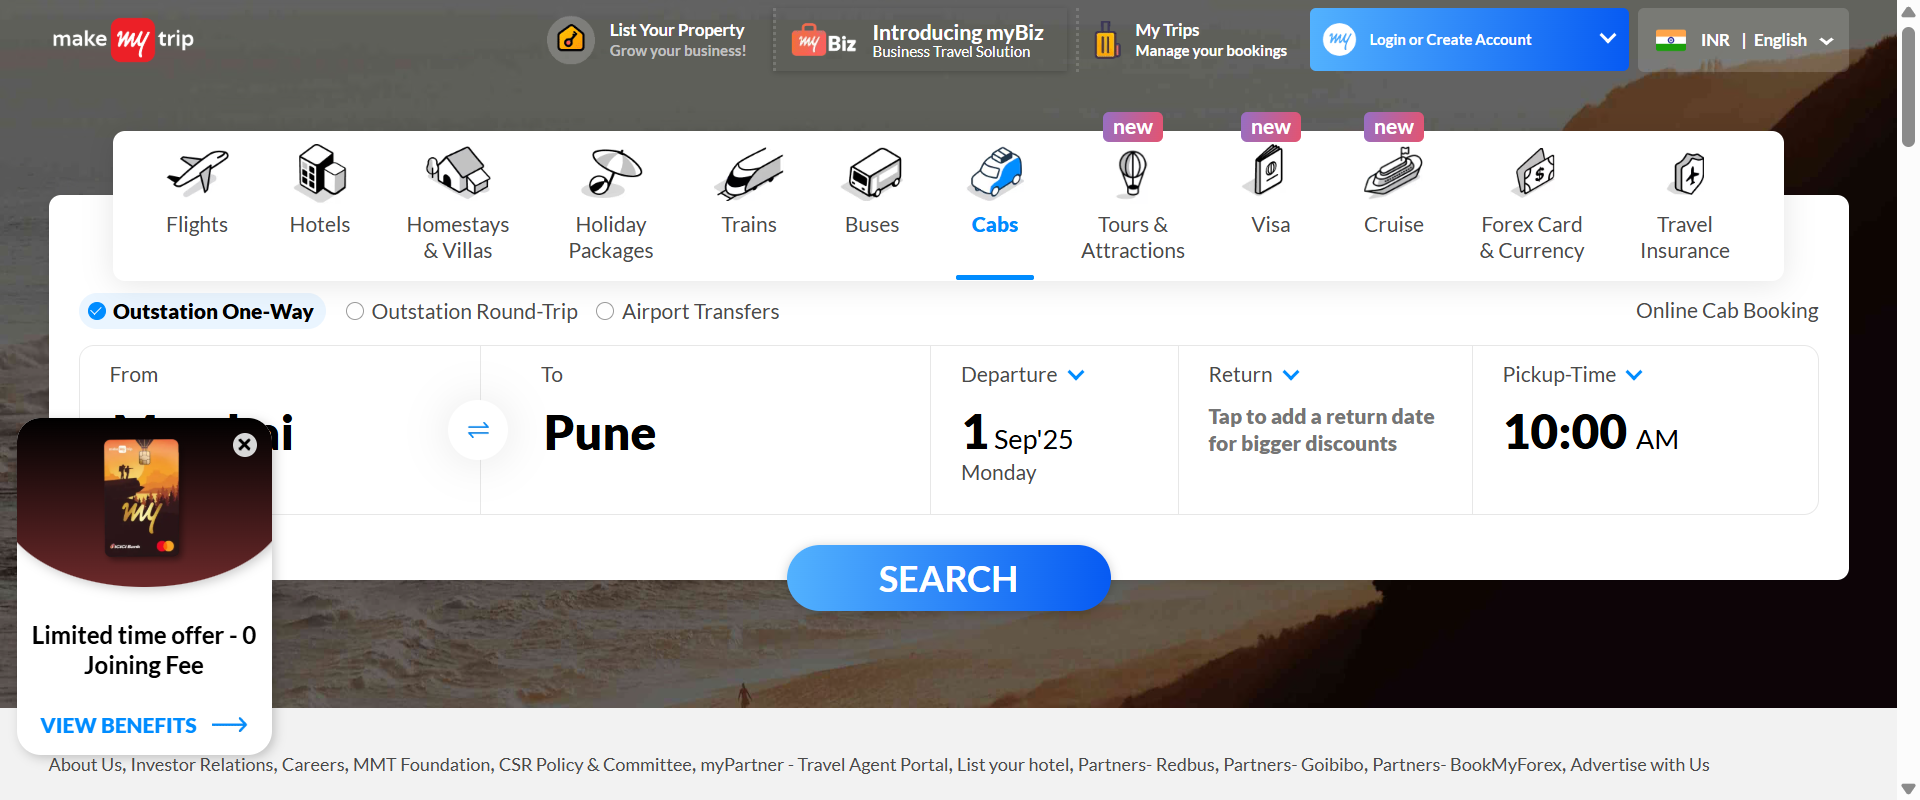 make my trip
List Your Property
Grow your business!
my Biz
Introducing myBiz
Business Travel Solution
My Trips
Manage your bookings
my
Login or Create Account
INR | English
new
new
new
Flights
Hotels
Homestays
& Villas
Holiday
Packages
Trains
Buses
Cabs
Tours &
Attractions
Visa
Cruise
Forex Card
& Currency
Travel
Insurance
Outstation One-Way
Outstation Round-Trip
Airport Transfers
Online Cab Booking
From
To
Pune
Departure
1 Sep'25
Monday
Return
Tap to add a return date
for bigger discounts
Pickup-Time
10:00 AM
SEARCH
my
ICICI Bank
Limited time offer - 0
Joining Fee
VIEW BENEFITS
About Us, Investor Relations, Careers, MMT Foundation, CSR Policy & Committee, myPartner - Travel Agent Portal, List your hotel, Partners- Redbus, Partners- Goibibo, Partners- BookMyForex, Advertise with Us